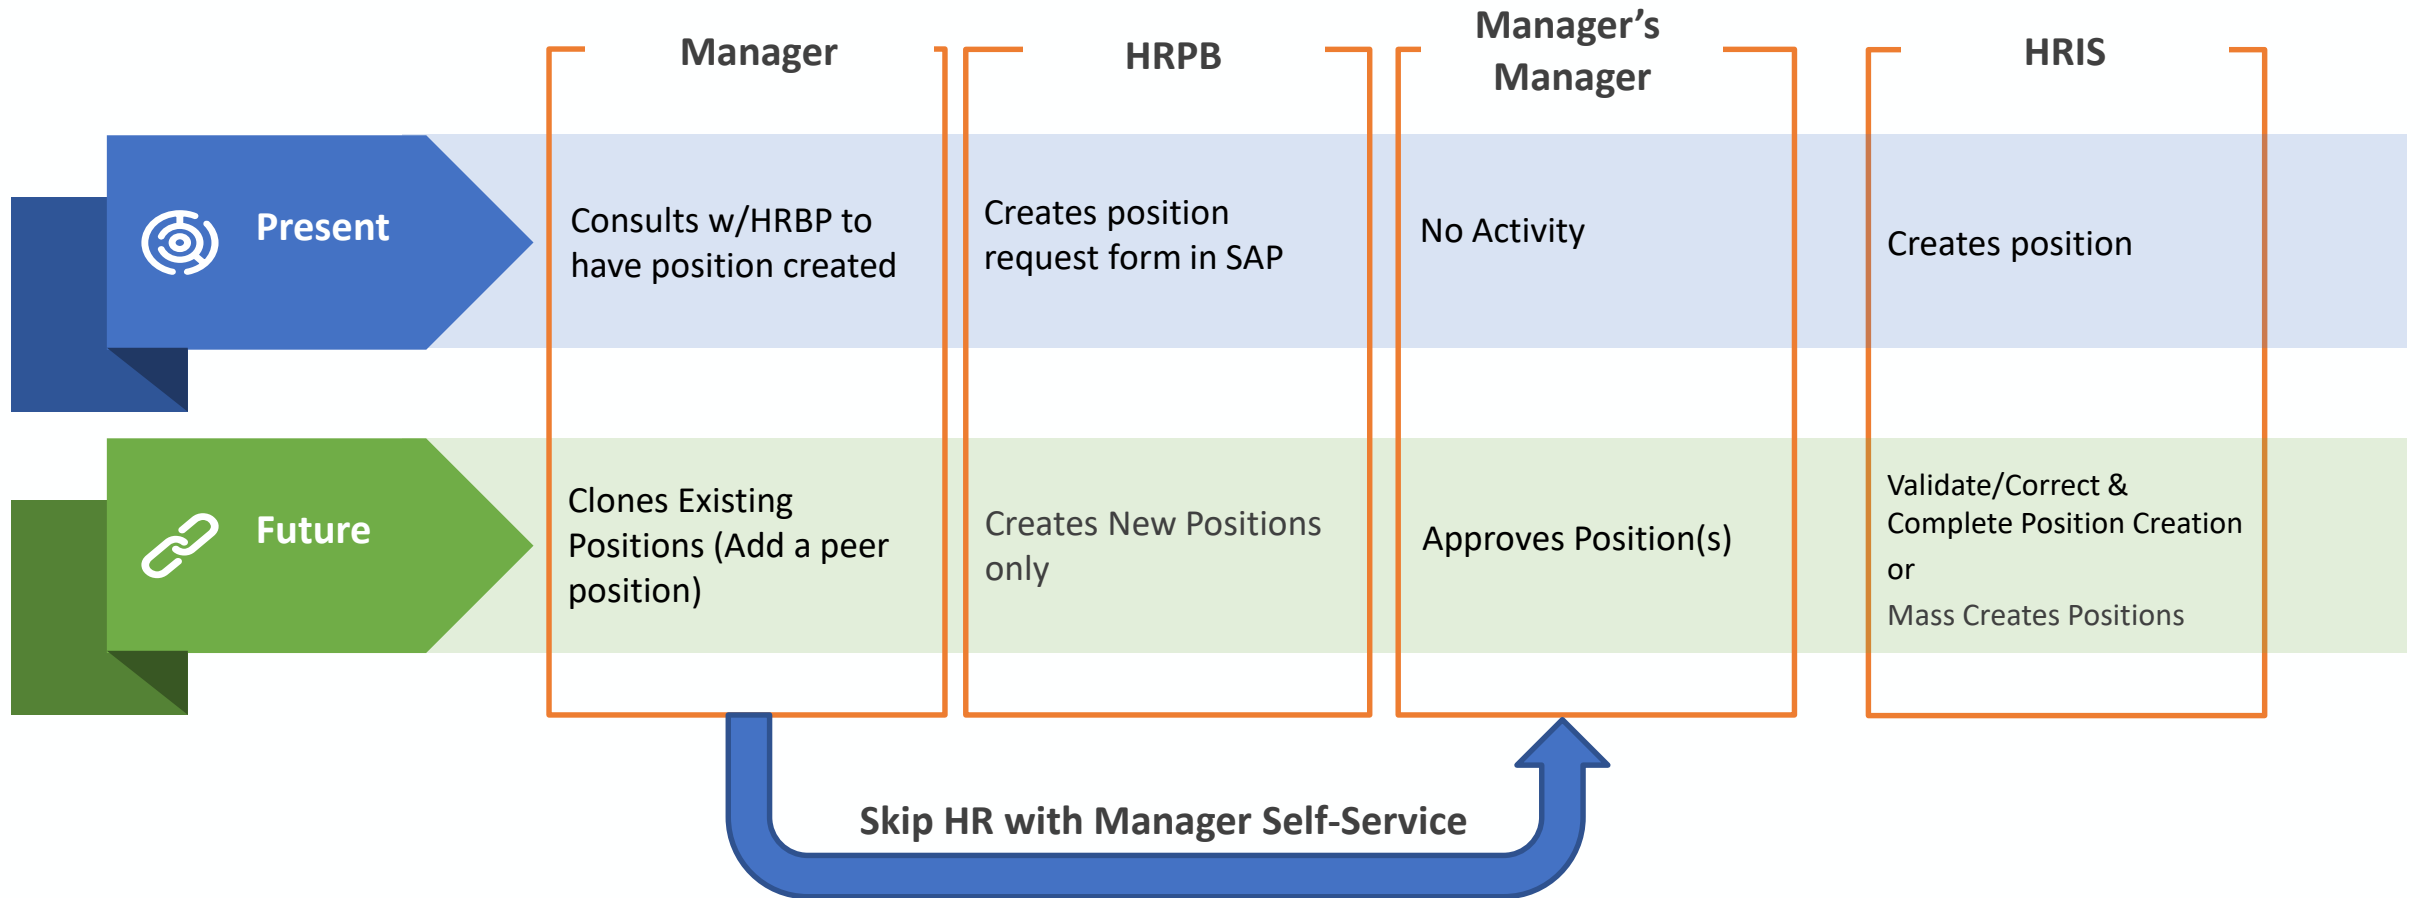 Manager
HRPB
Manager’s
Manager
HRIS
Present
Consults w/HRBP to
have position created
Creates position
request form in SAP
No Activity
Creates position
Future
Clones Existing
Positions (Add a peer
position)
Creates New Positions
only
Approves Position(s)
Validate/Correct &
Complete Position Creation
or
Mass Creates Positions
Skip HR with Manager Self-Service